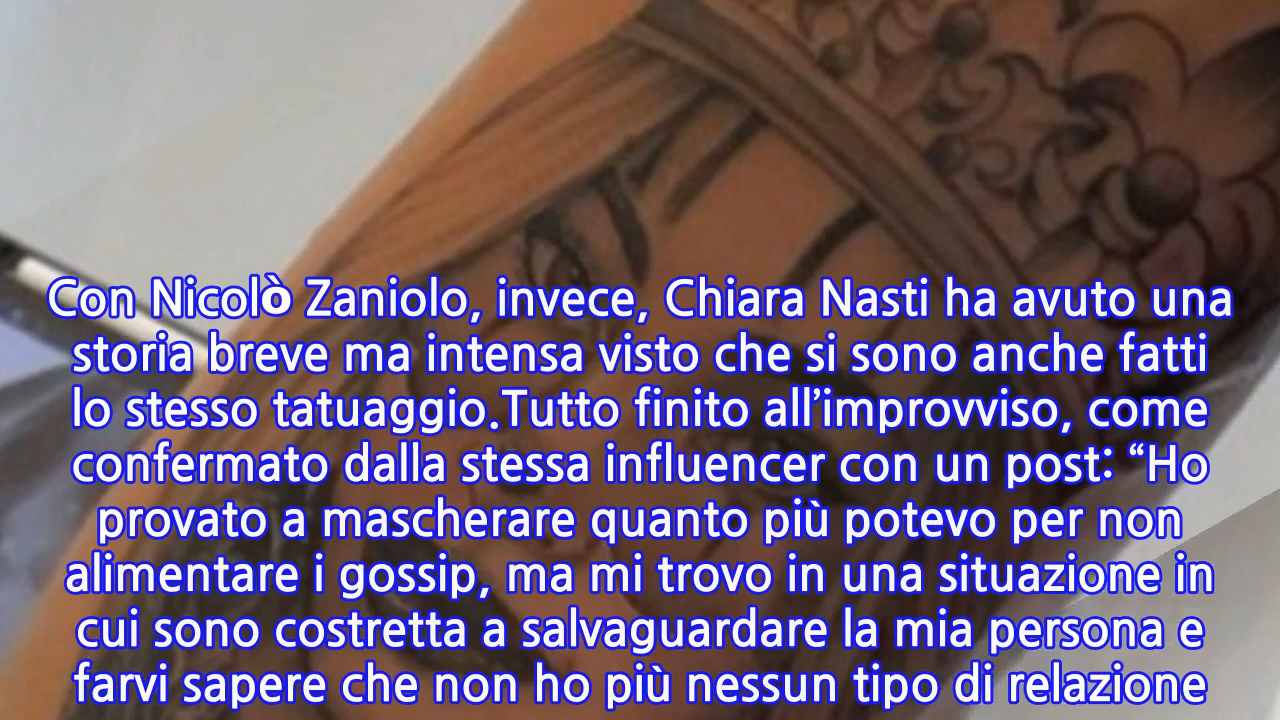 Con Nicolò Zaniolo, invece, Chiara Nasti ha avuto una
storia breve ma intensa visto che si sono anche fatti
lo stesso tatuaggio.Tutto finito all’improvviso, come
confermato dalla stessa influencer con un post: “Ho
provato a mascherare quanto più potevo per non
alimentare i gossip, ma mi trovo in una situazione in
cui sono costretta a salvaguardare la mia persona e
farvi sapere che non ho più nessun tipo di relazione